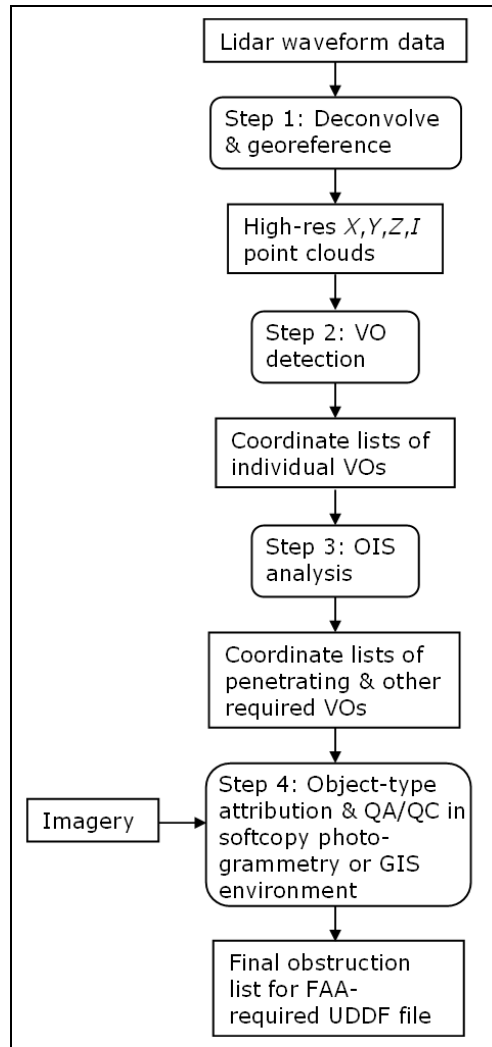 Lidar waveform data
Step 1: Deconvolve
& georeference
High-res X,Y,Z,I
point clouds
Step 2: VO
detection
Coordinate lists of
individual VOs
Step 3: OIS
analysis
Coordinate lists of
penetrating & other
required VOs
Imagery
Step 4: Object-type
attribution & QA/QC in
softcopy photo-
grammetry or GIS
environment
Final obstruction
list for FAA-
required UDDF file